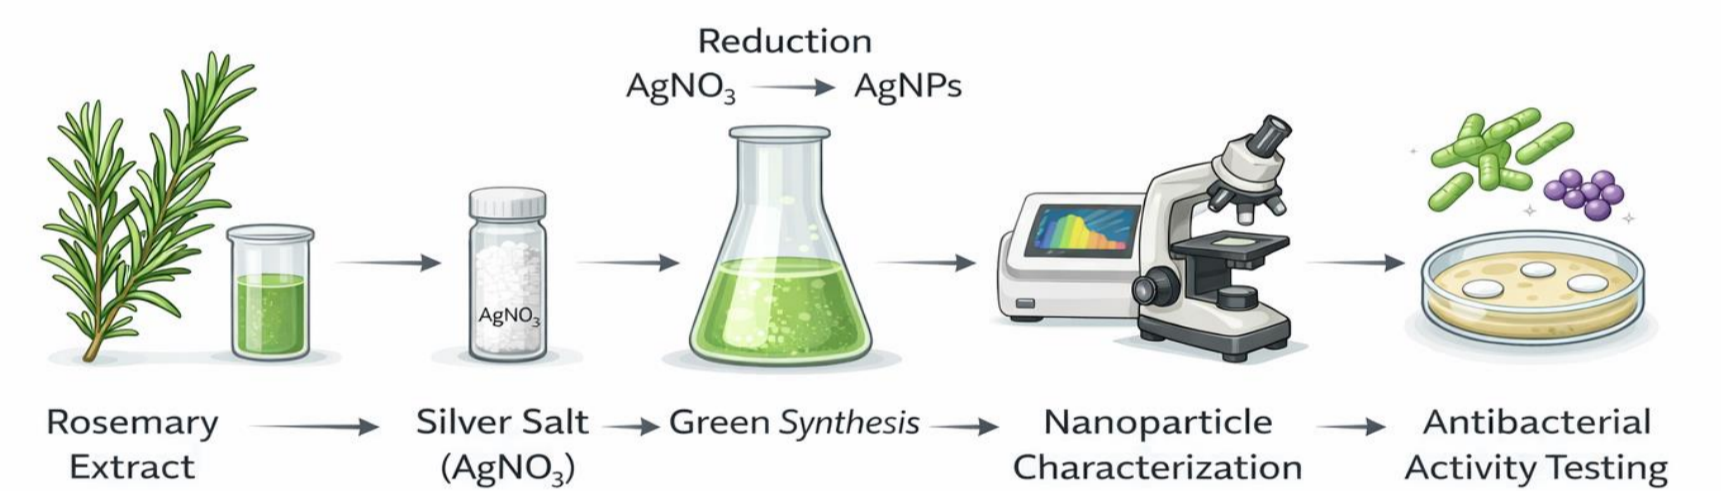 Reduction
AgNO₃ → AgNPs
AgNO₃
Rosemary Extract → Silver Salt (AgNO₃) → Green Synthesis → Nanoparticle Characterization → Antibacterial Activity Testing